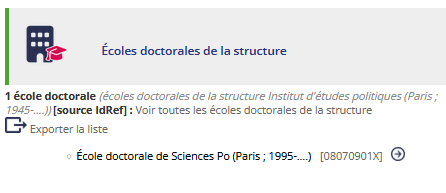 Écoles doctorales de la structure
1 école doctorale (écoles doctorales de la structure Institut d'études politiques (Paris ;
1945-....)) [source IdRef] : Voir toutes les écoles doctorales de la structure
Exporter la liste
École doctorale de Sciences Po (Paris ; 1995-....) [08070901X]